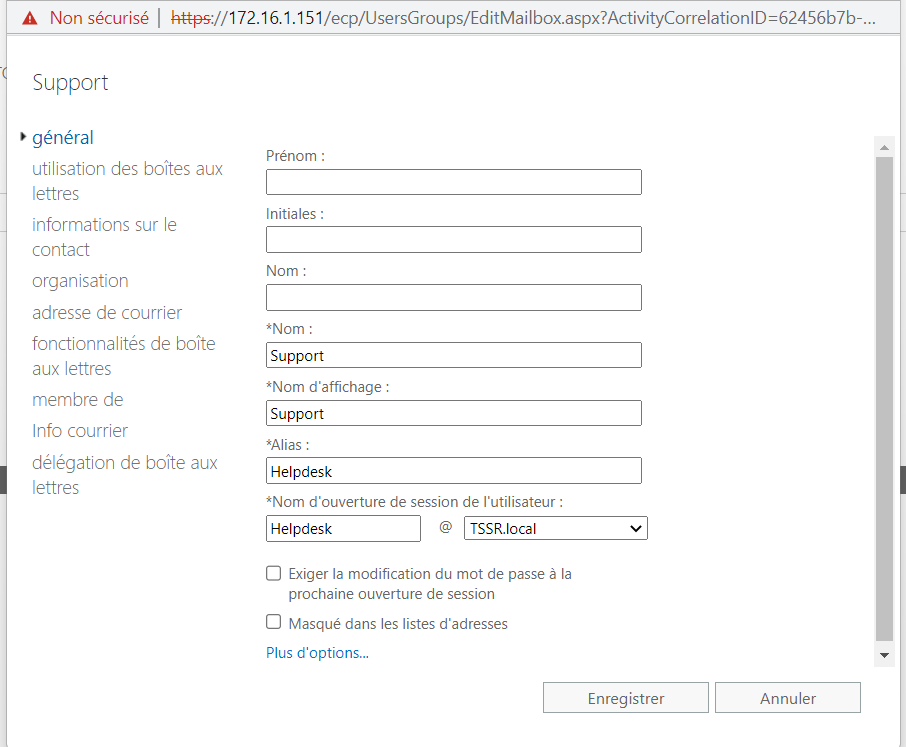 Non sécurisé | https://172.16.1.151/ecp/UsersGroups/EditMailbox.aspx?ActivityCorrelationID=62456b7b-...
Support
général
utilisation des boîtes aux
lettres
informations sur le
contact
organisation
adresse de courrier
fonctionnalités de boîte
aux lettres
membre de
Info courrier
délégation de boîte aux
lettres
Prénom :
Initiales :
Nom :
*Nom :
Support
*Nom d'affichage :
Support
*Alias :
Helpdesk
*Nom d'ouverture de session de l'utilisateur :
Helpdesk @ TSSR.local
Exiger la modification du mot de passe à la
prochaine ouverture de session
Masqué dans les listes d'adresses
Plus d'options...
Enregistrer Annuler